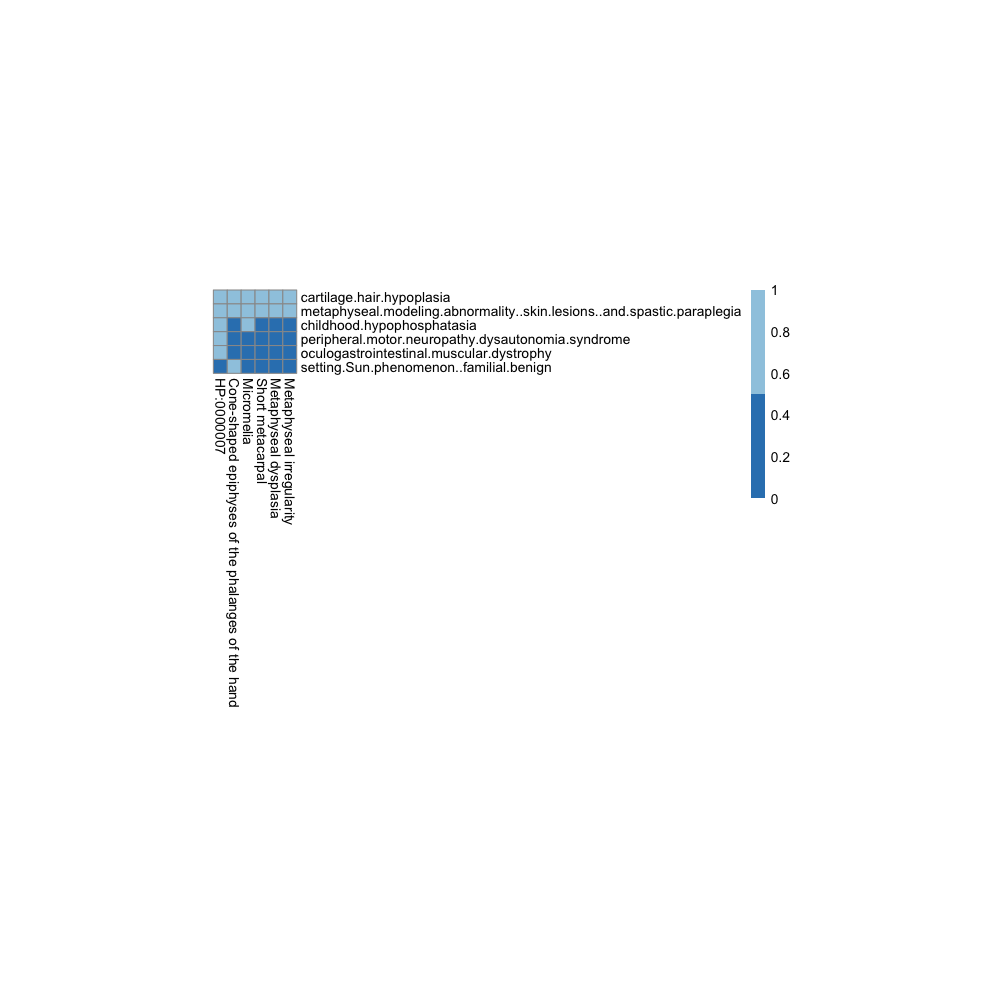 cartilage.hair.hypoplasia
metaphyseal.modeling.abnormality..skin.lesions..and.spastic.paraplegia
childhood.hypophosphatasia
peripheral.motor.neuropathy.dysautonomia.syndrome
oculogastrointestinal.muscular.dystrophy
setting.Sun.phenomenon..familial.benign
HP:0000007
Cone-shaped epiphyses of the phalanges of the hand
Micromelia
Short metacarpal
Metaphyseal dysplasia
Metaphyseal irregularity
1
0.8
0.6
0.4
0.2
0